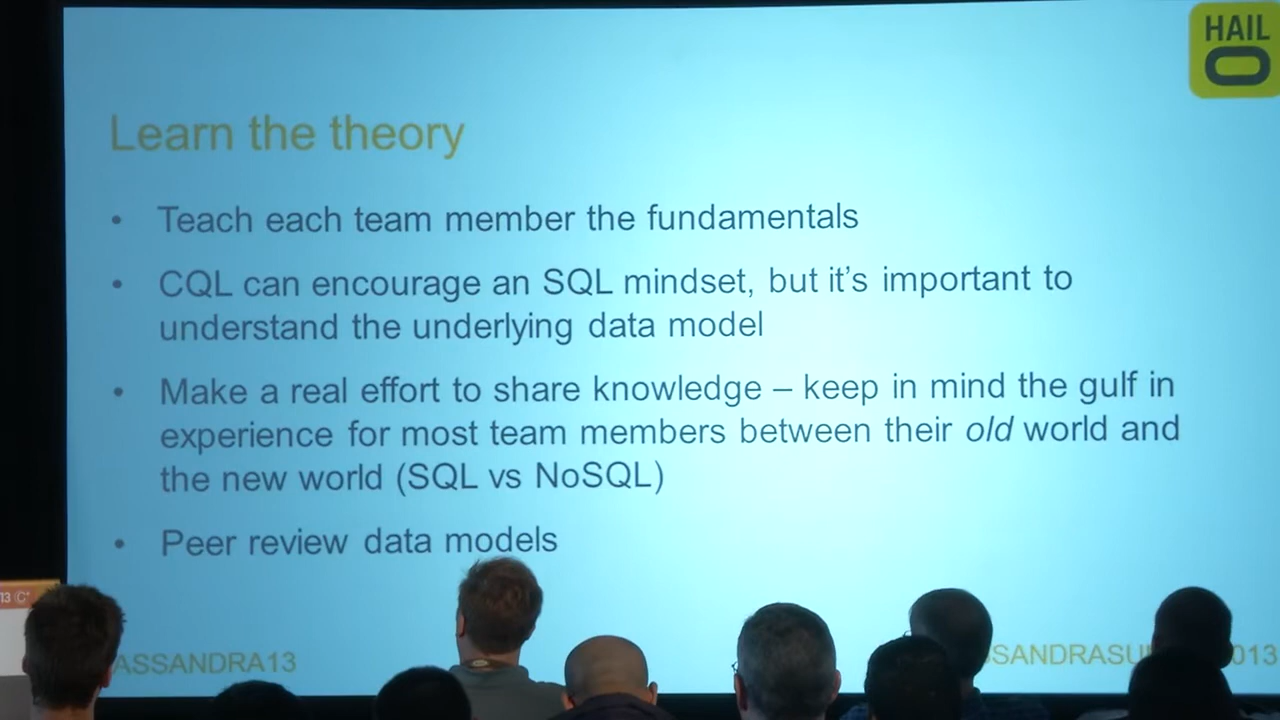 HAIL
O
Learn the theory
• Teach each team member the fundamentals
• CQL can encourage an SQL mindset, but it's important to
understand the underlying data model
• Make a real effort to share knowledge – keep in mind the gulf in
experience for most team members between their old world and
the new world (SQL vs NoSQL)
• Peer review data models
13
ASSANDRA13
SSANDRASU
013